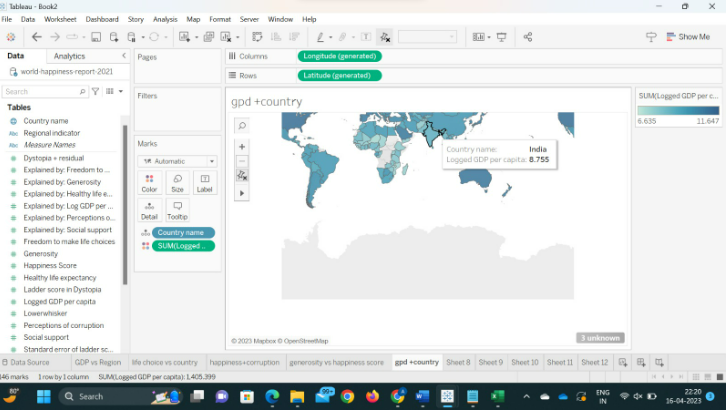 Tableau - Book2
File Data Worksheet Dashboard Story Analysis Map Format Server Window Help
Show Me
Data Analytics
world-happiness-report-2021
Search
Tables
Country name
Regional indicator
Measure Names
Dystopia + residual
Explained by: Freedom to ...
Explained by: Generosity
Explained by: Healthy life e...
Explained by: Log GDP per ...
Explained by: Perceptions o...
Explained by: Social support
Freedom to make life choices
Generosity
Happiness Score
Healthy life expectancy
Ladder score in Dystopia
Logged GDP per capita
Lowerwhisker
Perceptions of corruption
Social support
Standard error of ladder sc...
Pages
Filters
Marks
Automatic
Color Size Label
Detail Tooltip
Country name
SUM(Logged ...
Columns Longitude (generated)
Rows Latitude (generated)
gpd +country
Country name: India
Logged GDP per capita: 8.755
© 2023 Mapbox © OpenStreetMap
3 unknown
SUM(Logged GDP per c...
6.635 11.647
Data Source GDP vs Region life choice vs country happiness+corruption generosity vs happiness score gpd +country Sheet 8 Sheet 9 Sheet 10 Sheet 11 Sheet 12
146 marks 1 row by 1 column SUM(Logged GDP per capita): 1,405.399
80°
Search
99+
ENG
IN
22:20
16-04-2023